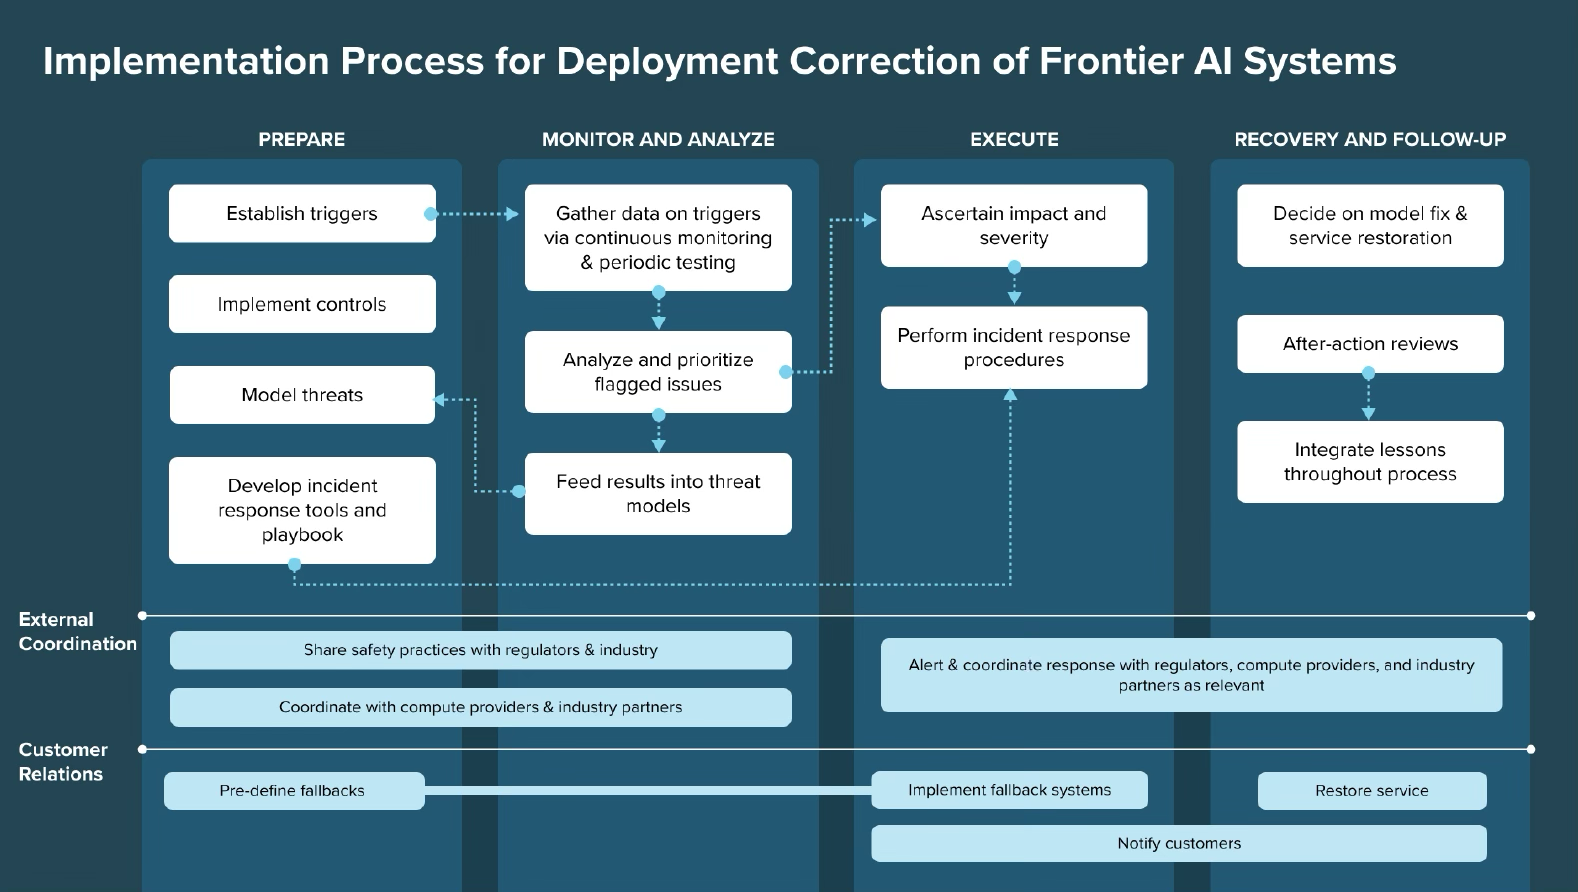 Implementation Process for Deployment Correction of Frontier AI Systems
PREPARE
Establish triggers
Implement controls
Model threats
Develop incident
response tools and
playbook
MONITOR AND ANALYZE
Gather data on triggers
via continuous monitoring
& periodic testing
Analyze and prioritize
flagged issues
Feed results into threat
models
EXECUTE
Ascertain impact and
severity
Perform incident response
procedures
RECOVERY AND FOLLOW-UP
Decide on model fix &
service restoration
After-action reviews
Integrate lessons
throughout process
External
Coordination
Share safety practices with regulators & industry
Coordinate with compute providers & industry partners
Alert & coordinate response with regulators, compute providers, and industry
partners as relevant
Customer
Relations
Pre-define fallbacks
Implement fallback systems
Restore service
Notify customers